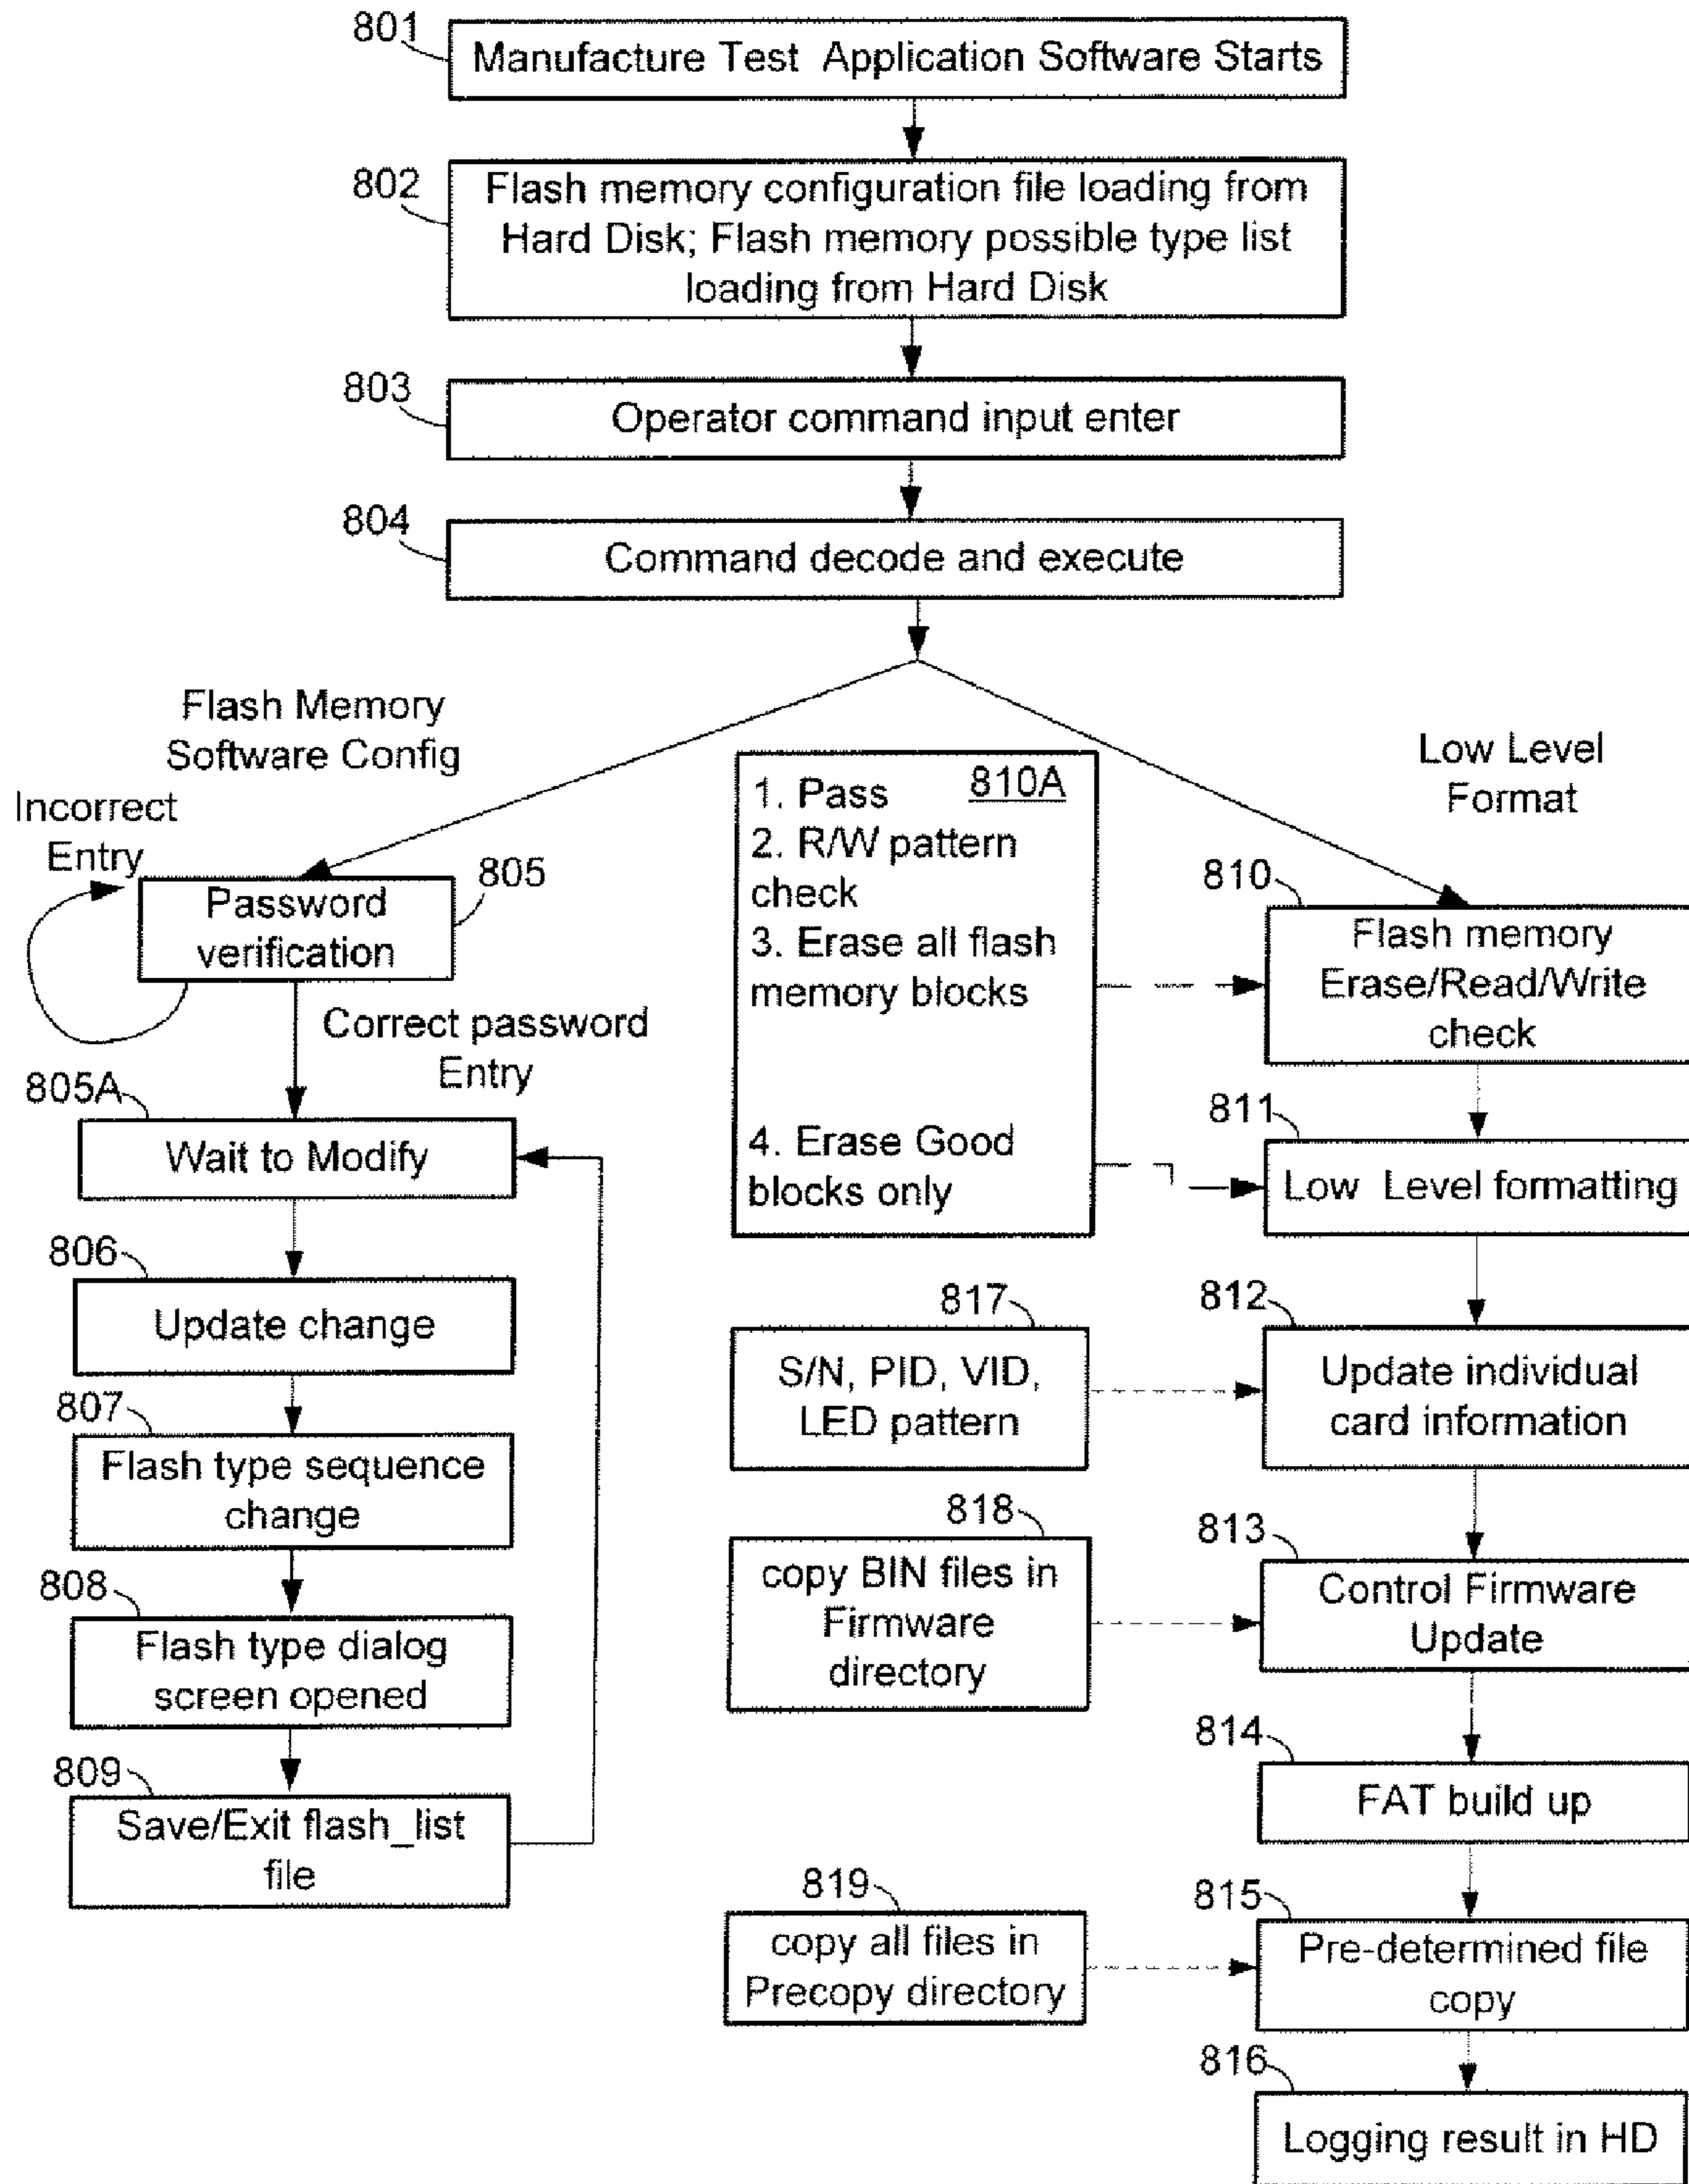 801
Manufacture Test Application Software Starts
802
Flash memory configuration file loading from
Hard Disk; Flash memory possible type list
loading from Hard Disk
803
Operator command input enter
804
Command decode and execute
Flash Memory
Software Config
Incorrect
Entry
805
Password
verification
Correct password
Entry
805A
Wait to Modify
806
Update change
807
Flash type sequence
change
808
Flash type dialog
screen opened
809
Save/Exit flash_list
file
810A
1. Pass
2. R/W pattern
check
3. Erase all flash
memory blocks
4. Erase Good
blocks only
Low Level
Format
810
Flash memory
Erase/Read/Write
check
811
Low Level formatting
817
S/N, PID, VID,
LED pattern
812
Update individual
card information
818
copy BIN files in
Firmware
directory
813
Control Firmware
Update
814
FAT build up
819
copy all files in
Precopy directory
815
Pre-determined file
copy
816
Logging result in HD